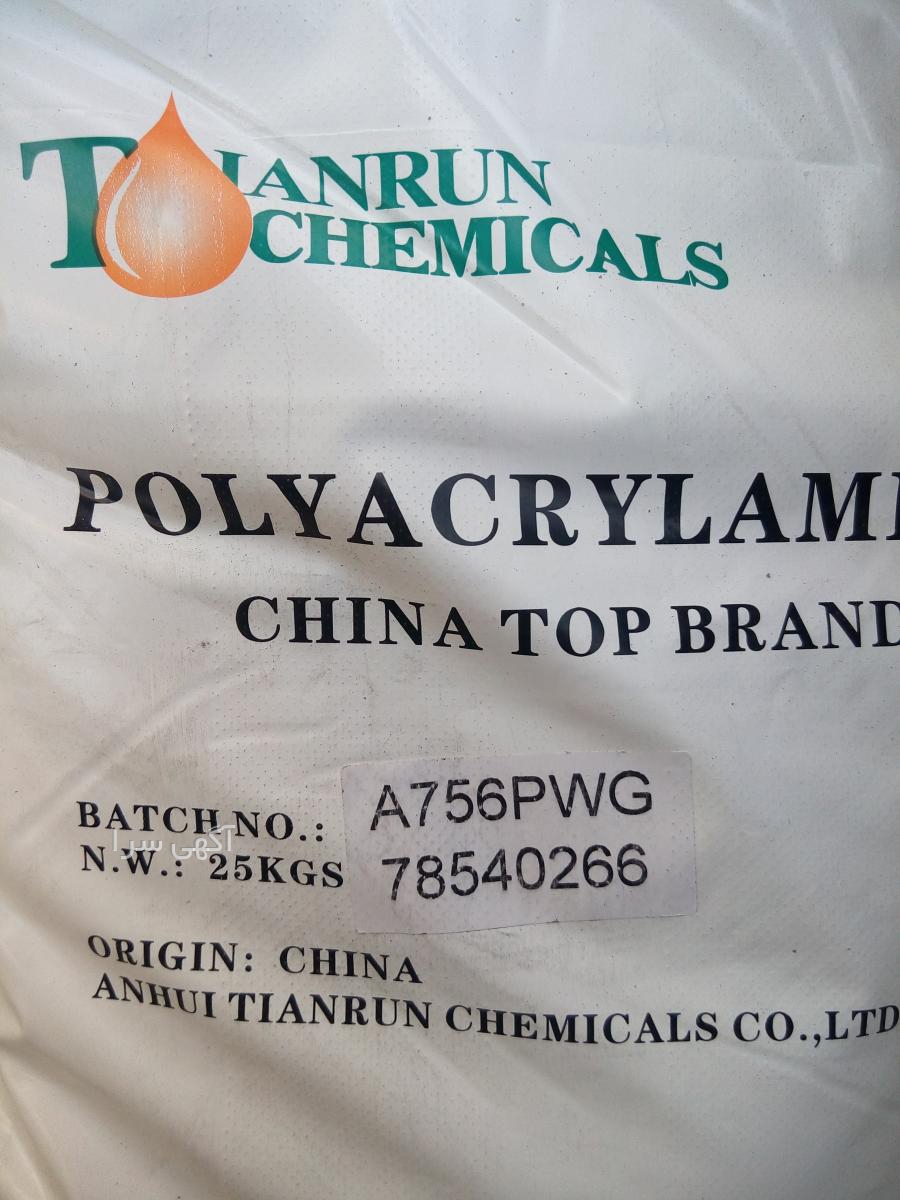 TIANRUN
CHEMICALS
POLYACRYLAMI
CHINA TOP BRAND
BATCH NO.: A756PWG
آگهی سرا
N.W.: 25KGS 78540266
ORIGIN: CHINA
ANHUI TIANRUN CHEMICALS CO.,LTD